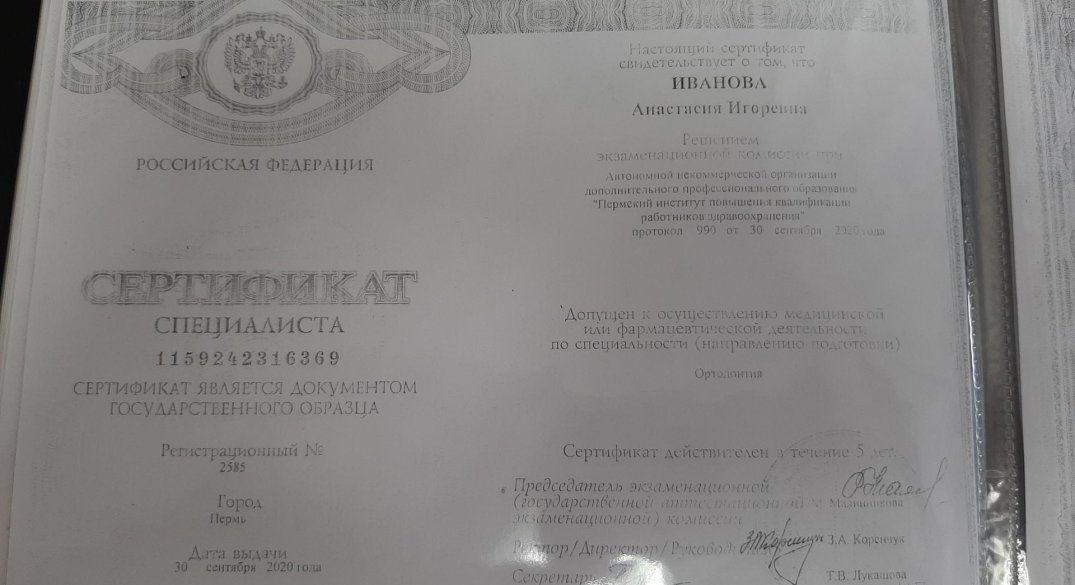 РОССИЙСКАЯ ФЕДЕРАЦИЯ
СЕРТИФИКАТ
СПЕЦИАЛИСТА
1159242316369
СЕРТИФИКАТ ЯВЛЯЕТСЯ ДОКУМЕНТОМ
ГОСУДАРСТВЕННОГО ОБРАЗЦА
Регистрационный №
2585
Город
Пермь
Дата выдачи
30 сентября 2020 года
Настоящий сертификат
свидетельствует о том, что
ИВАНОВА
Анастасия Игоревна
Решением
экзаменационной комиссии при
Автономной некоммерческой организации
дополнительного профессионального образования
"Пермский институт повышения квалификации
работников здравоохранения"
протокол 990 от 30 сентября 2020 года
Допущен к осуществлению медицинской
или фармацевтической деятельности
по специальности (направлению подготовки)
Ортодонтия
Сертификат действителен в течение 5 лет.
Председатель экзаменационной
(государственной аттестационной)
экзаменационной) комиссии
Ректор/Директор/Руководи
З.А. Коренчук
Секретарь
Т.В. Лукашова